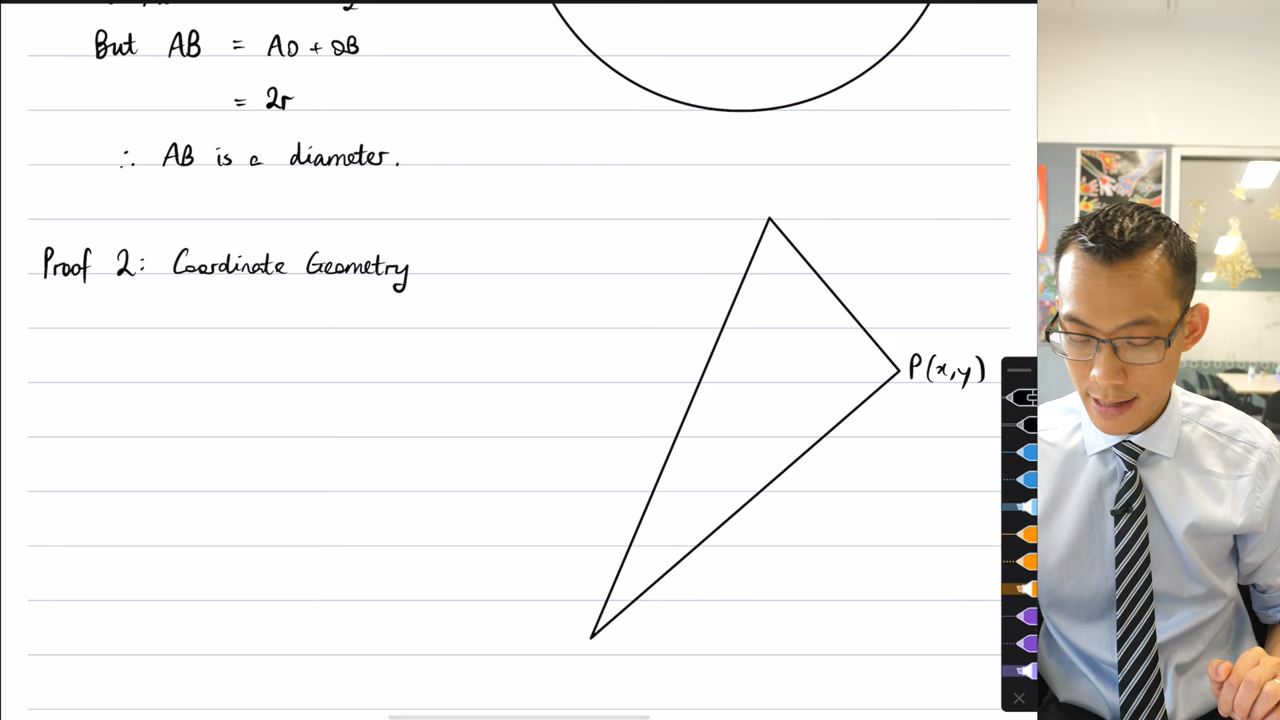 But AB = AO + OB
= 2r
∴ AB is a diameter.
Proof 2: Coordinate Geometry
P(x,y)